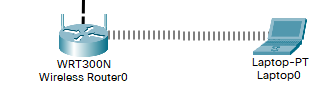 WRT300N
Wireless Router0
Laptop-PT
Laptop0